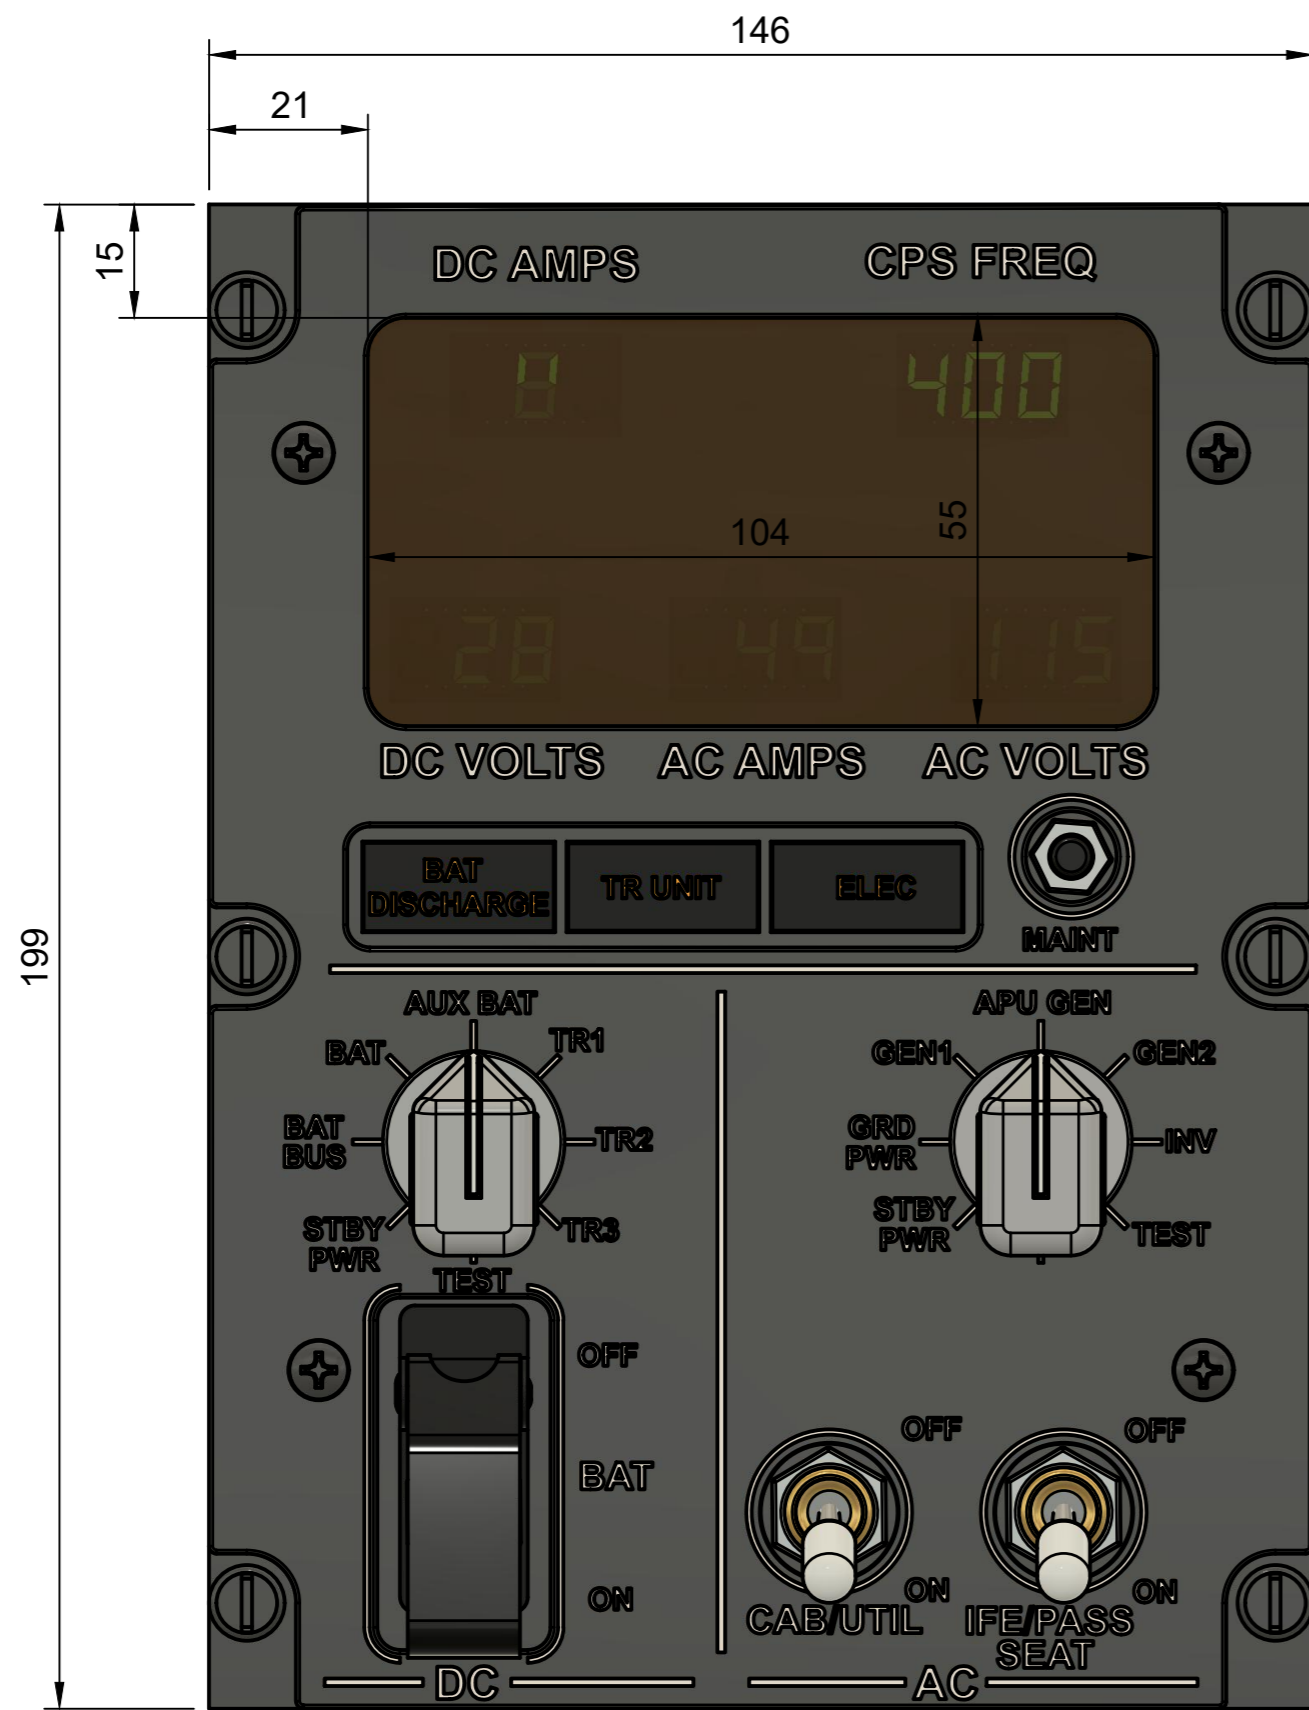 146
21
15
DC AMPS CPS FREQ
400
55
104
28 49 115
DC VOLTS AC AMPS AC VOLTS
BAT
DISCHARGE
TR UNIT
ELEC
MAINT
199
AUX BAT
BAT
TR1
BAT
BUS
TR2
STBY
PWR
TR3
TEST
APU GEN
GEN1
GEN2
GRD
PWR
INV
STBY
PWR
TEST
OFF
BAT
ON
OFF
ON
CAB/UTIL
OFF
ON
IFE/PASS
SEAT
DC
AC